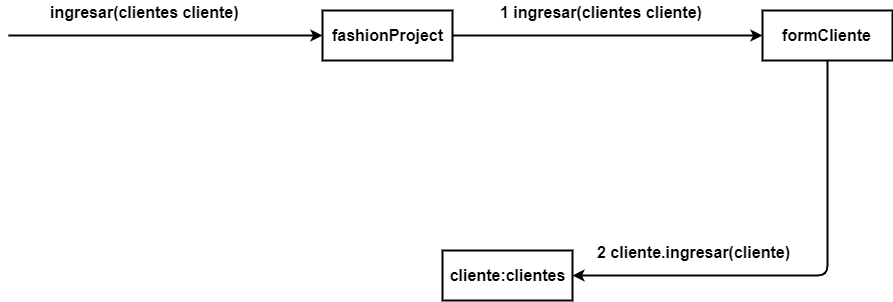 ingresar(clientes cliente)
1 ingresar(clientes cliente)
fashionProject
formCliente
2 cliente.ingresar(cliente)
cliente:clientes